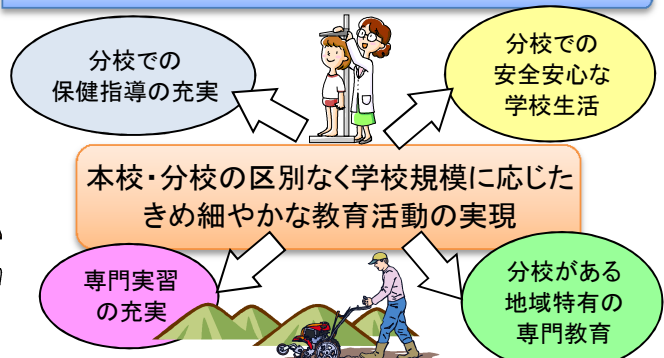 分校での
保健指導の充実
分校での
安全安心な
学校生活
本校・分校の区別なく学校規模に応じた
きめ細やかな教育活動の実現
専門実習
の充実
分校がある
地域特有の
専門教育